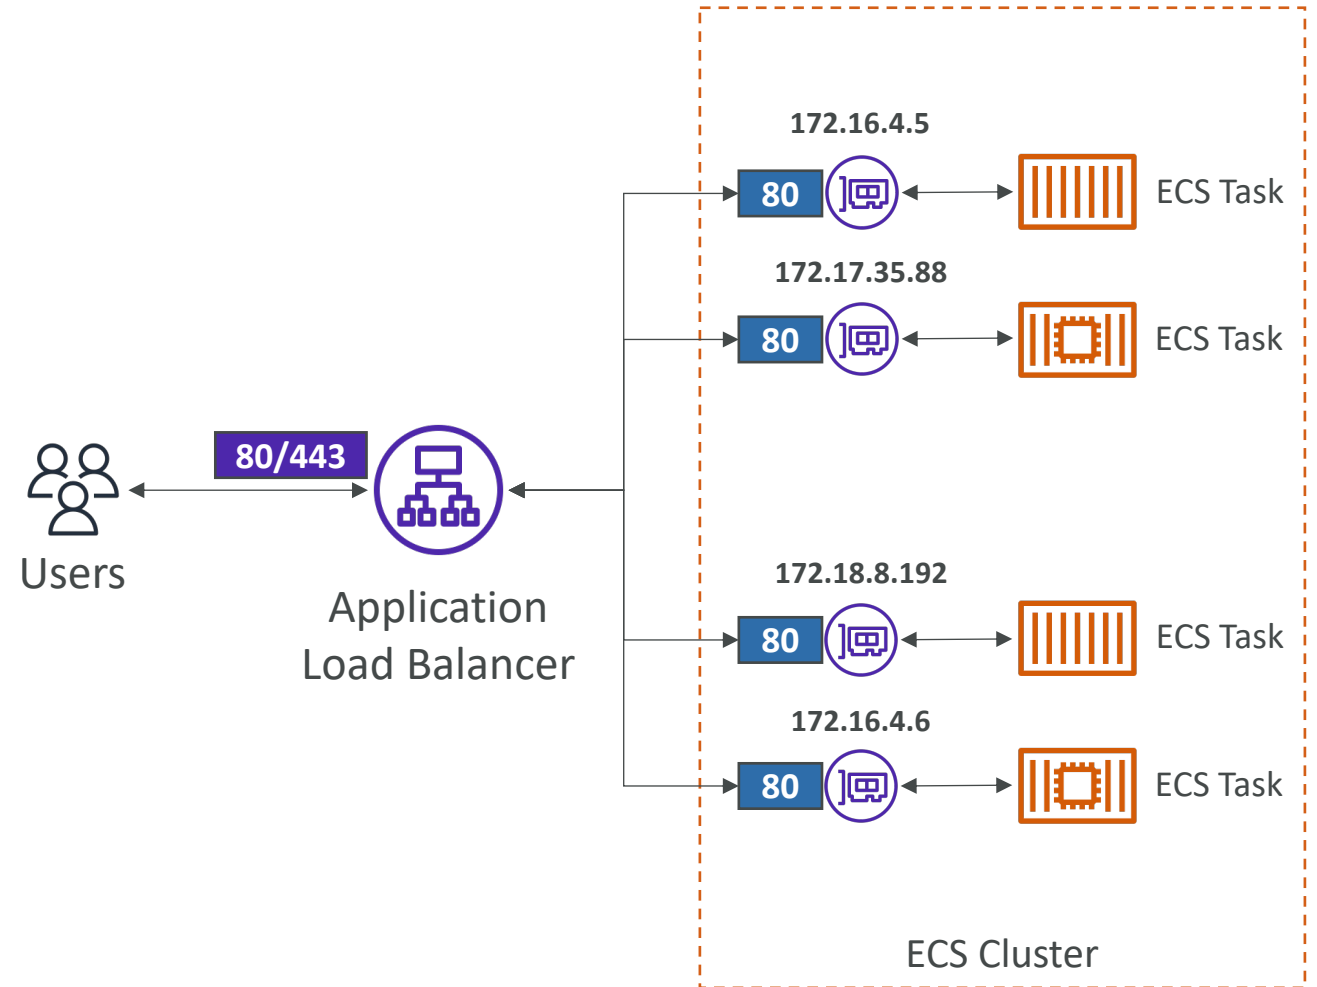 172.16.4.5
80
ECS Task
172.17.35.88
80
ECS Task
80/443
Users
Application
Load Balancer
172.18.8.192
80
ECS Task
172.16.4.6
80
ECS Task
ECS Cluster